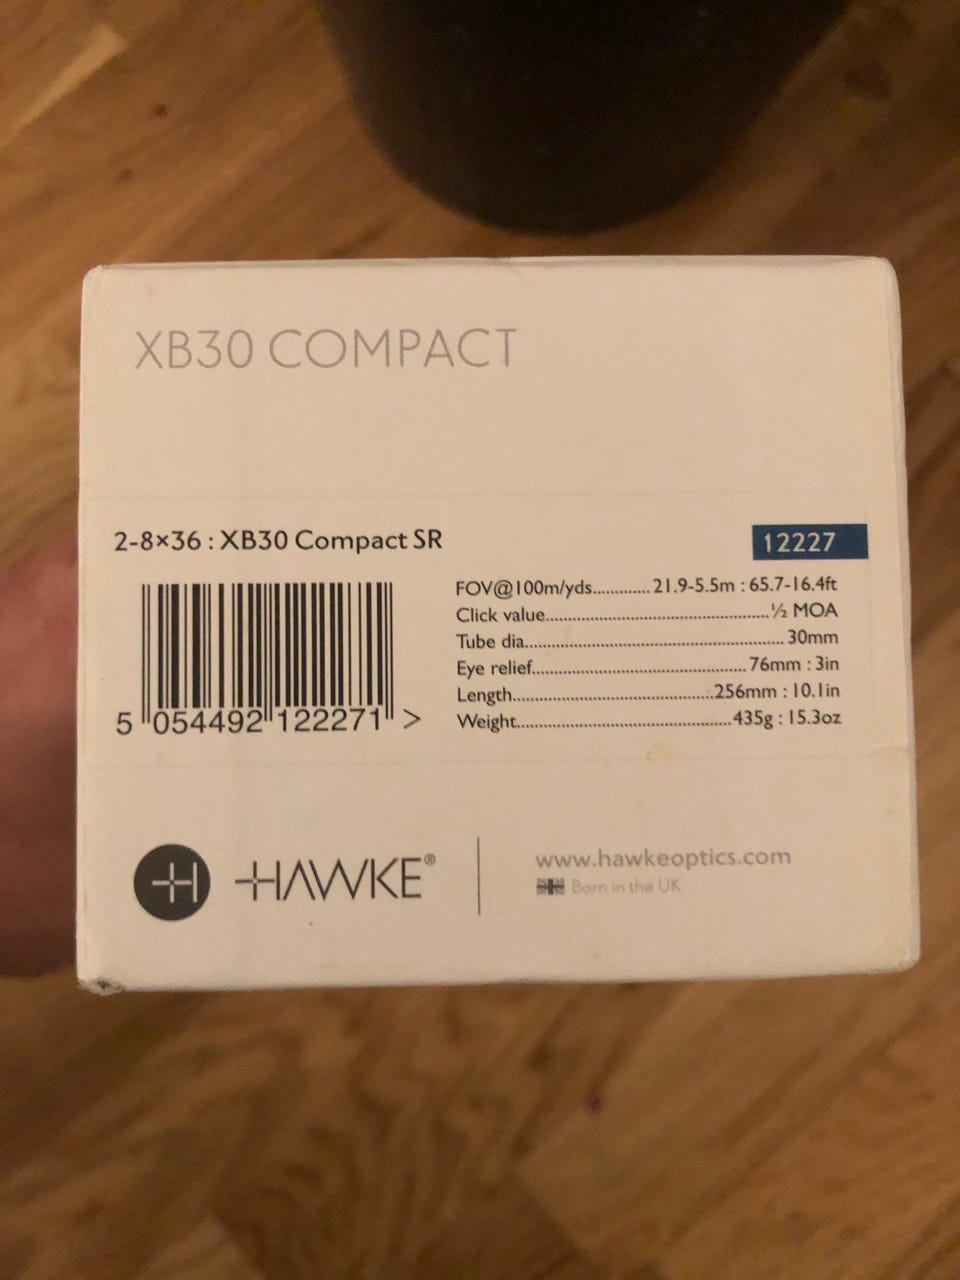 XB30 COMPACT
2-8×36 : XB30 Compact SR
12227
FOV@100m/yds............. 21.9-5.5m : 65.7-16.4ft
Click value.................................................½ MOA
Tube dia......................................................... 30mm
Eye relief..............................................76mm : 3in
Length...........................................256mm : 10.1in
Weight..............................................435g : 15.3oz
5 054492 122271 >
H HAWKE®
www.hawkeoptics.com
Born in the UK